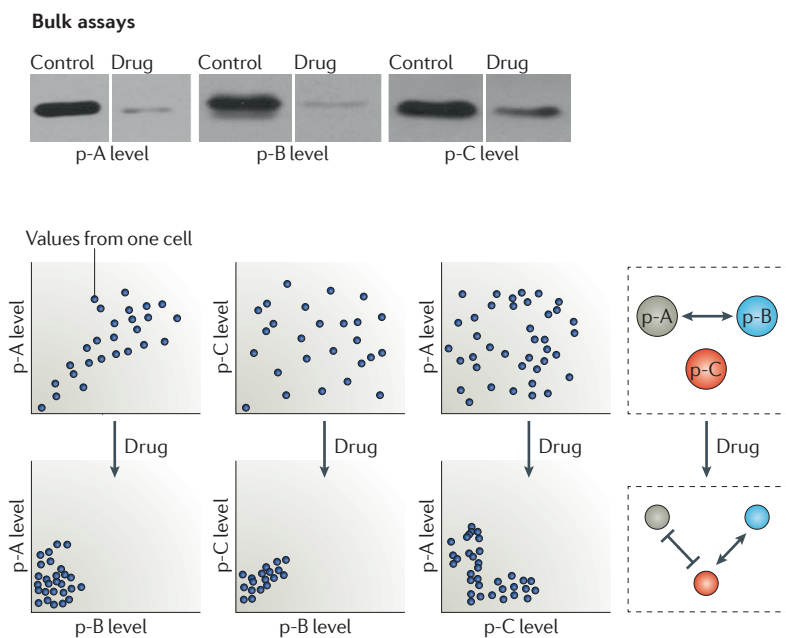 Bulk assays
Control Drug Control Drug Control Drug
p-A level p-B level p-C level
Values from one cell
p-A level
p-C level
p-A level
p-A p-B
p-C
Drug Drug Drug Drug
p-A level
p-C level
p-A level
p-B level p-B level p-C level